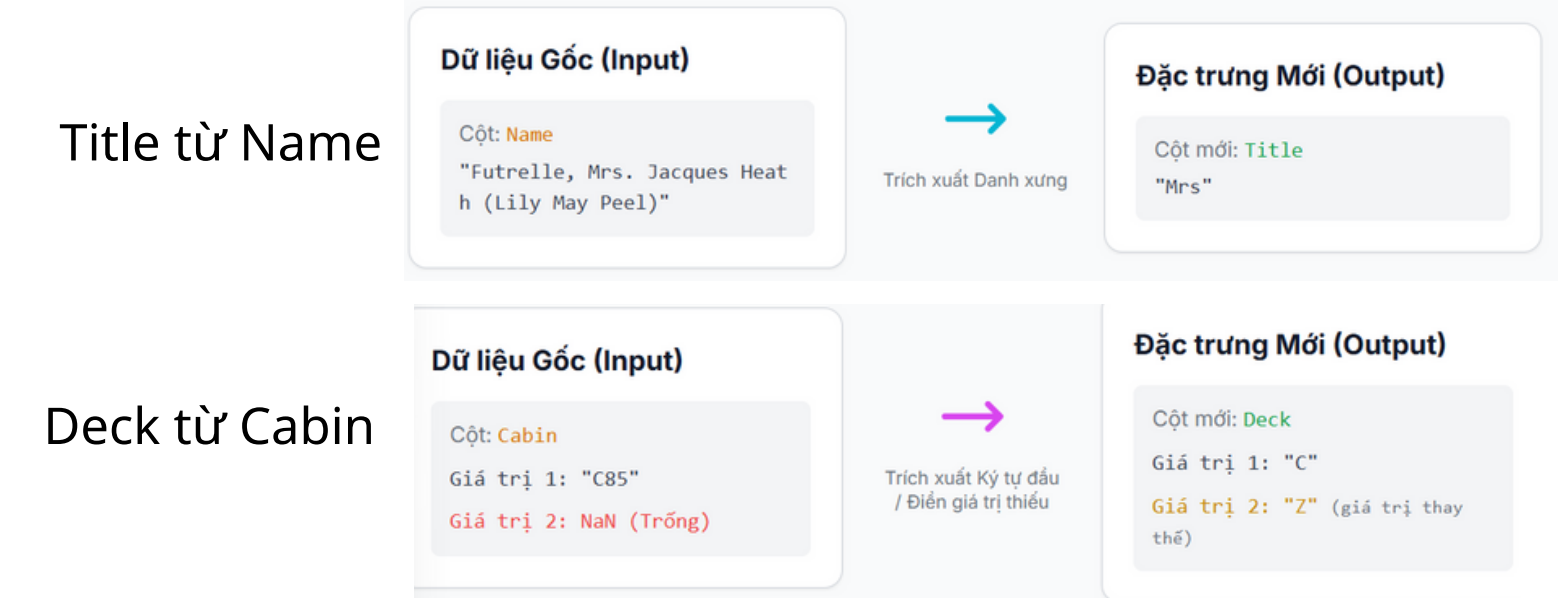 Title từ Name
Dữ liệu Gốc (Input)
Cột: Name
"Futrelle, Mrs. Jacques Heat
h (Lily May Peel)"
Trích xuất Danh xưng
Đặc trưng Mới (Output)
Cột mới: Title
"Mrs"
Deck từ Cabin
Dữ liệu Gốc (Input)
Cột: Cabin
Giá trị 1: "C85"
Giá trị 2: NaN (Trống)
Trích xuất Ký tự đầu
/ Điền giá trị thiếu
Đặc trưng Mới (Output)
Cột mới: Deck
Giá trị 1: "C"
Giá trị 2: "Z" (giá trị thay
thế)